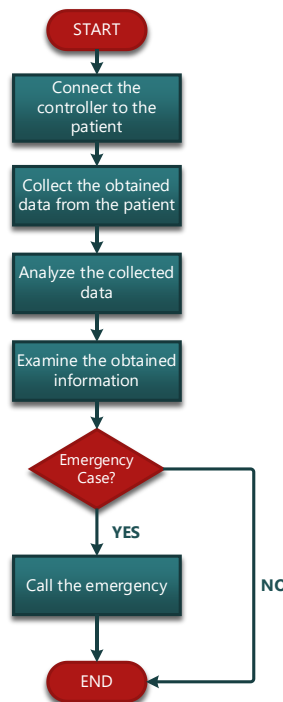 START
Connect the
controller to the
patient
Collect the obtained
data from the patient
Analyze the collected
data
Examine the obtained
information
Emergency
Case?
YES
NO
Call the emergency
END